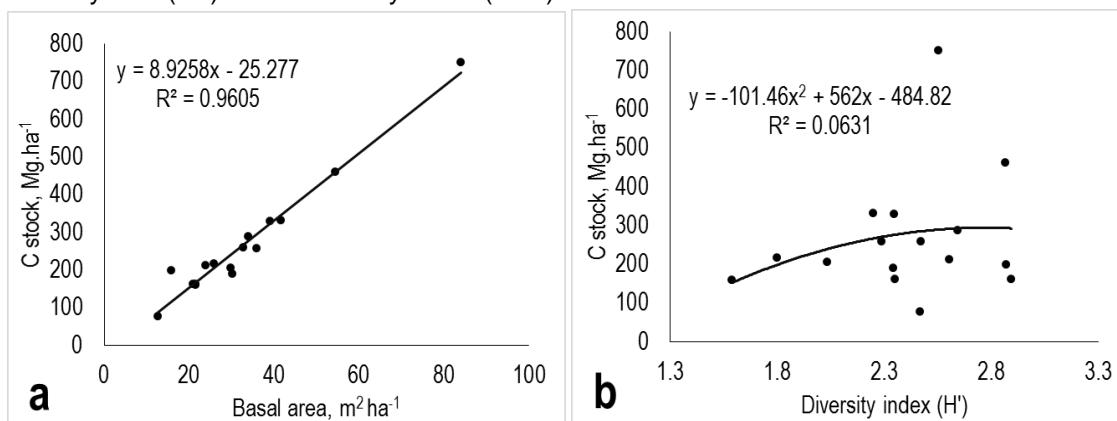 800
700
600
500
400
300
200
100
0
C stock, Mg.ha⁻¹
y = 8.9258x - 25.277
R² = 0.9605
0 20 40 60 80 100
Basal area, m² ha⁻¹
a
800
700
600
500
400
300
200
100
0
C stock, Mg.ha⁻¹
y = -101.46x² + 562x - 484.82
R² = 0.0631
1.3 1.8 2.3 2.8 3.3
Diversity index (H')
b